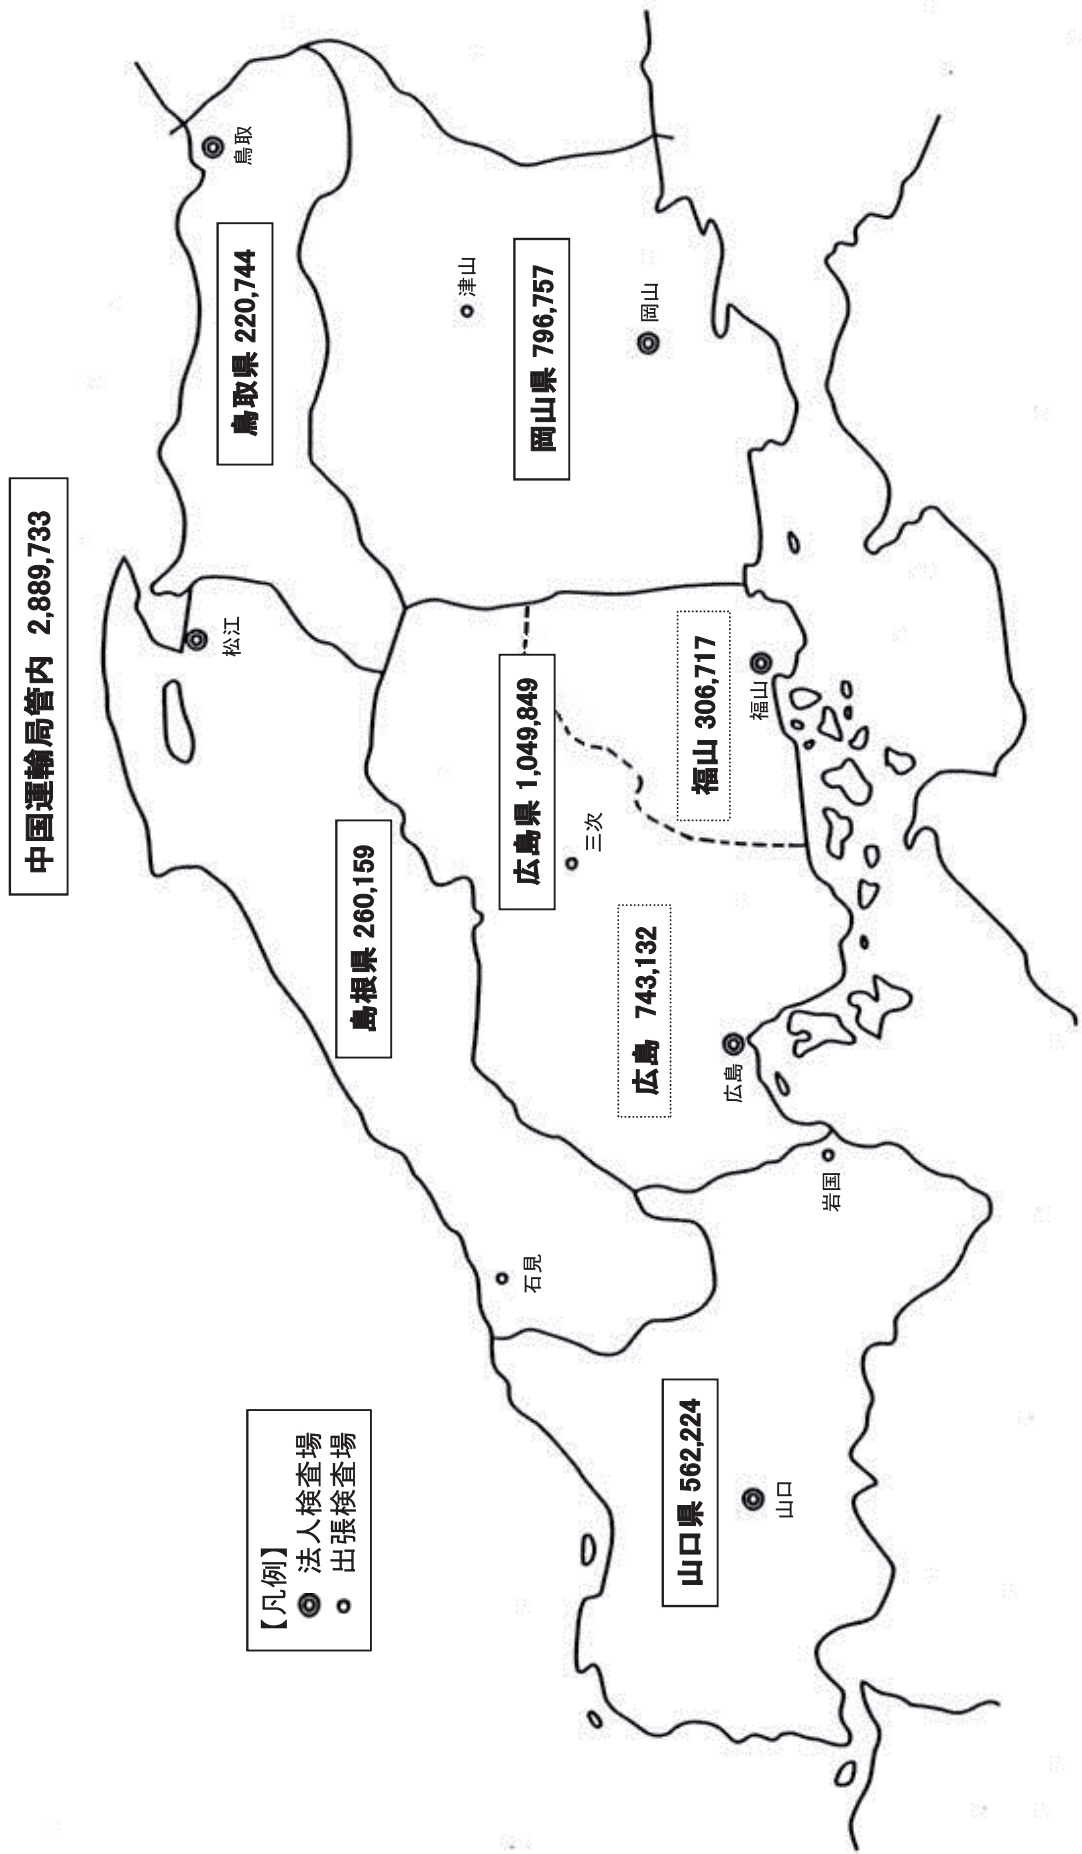 中国運輸局管内 2,889,733
鳥取
鳥取県 220,744
松江
津山
岡山県 796,757
岡山
島根県 260,159
広島県 1,049,849
福山 306,717
福山
三次
広島 743,132
広島
岩国
石見
山口県 562,224
山口
【凡例】
◎ 法人検査場
○ 出張検査場